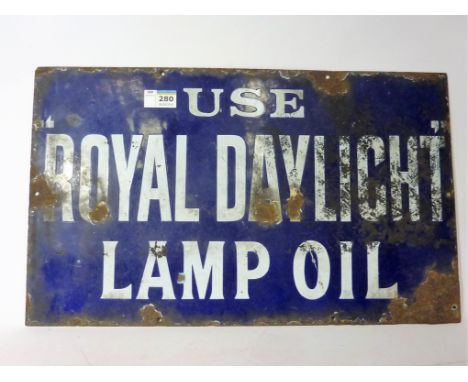 USE
280
"ROYAL DAYLIGHT"
LAMP OIL